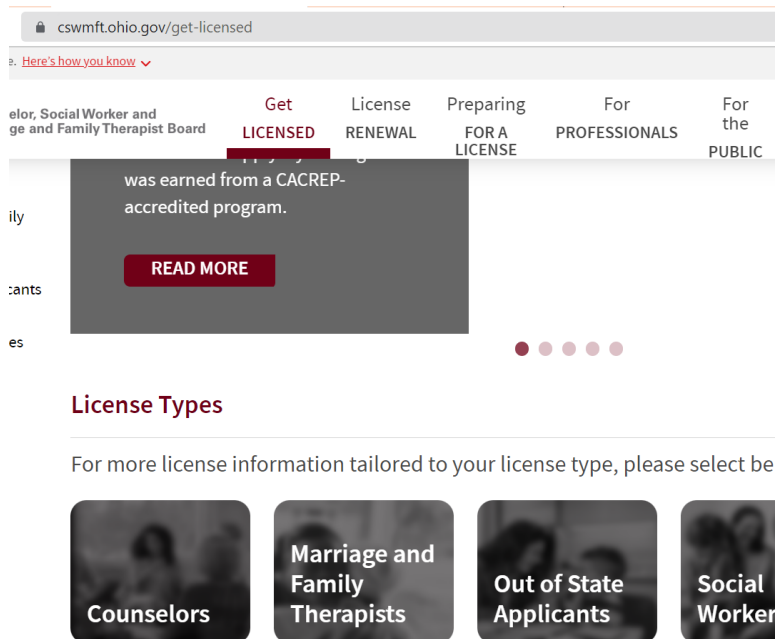 cswmft.ohio.gov/get-licensed
e. Here's how you know
elor, Social Worker and
ge and Family Therapist Board
Get
LICENSED
License
RENEWAL
Preparing
FOR A
LICENSE
For
PROFESSIONALS
For
the
PUBLIC
was earned from a CACREP-
accredited program.
READ MORE
ily
cants
es
License Types
For more license information tailored to your license type, please select be
Counselors
Marriage and
Family
Therapists
Out of State
Applicants
Social
Worker